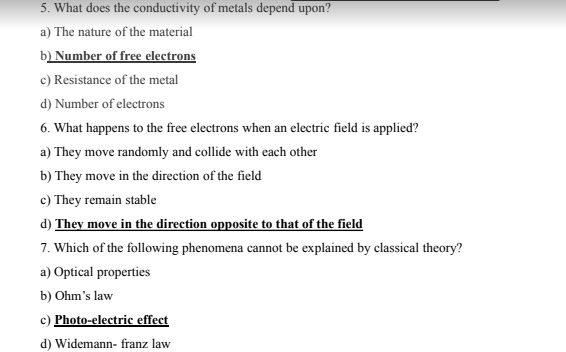 5. What does the conductivity of metals depend upon?
a) The nature of the material
b) Number of free electrons
c) Resistance of the metal
d) Number of electrons
6. What happens to the free electrons when an electric field is applied?
a) They move randomly and collide with each other
b) They move in the direction of the field
c) They remain stable
d) They move in the direction opposite to that of the field
7. Which of the following phenomena cannot be explained by classical theory?
a) Optical properties
b) Ohm’s law
c) Photo-electric effect
d) Widemann- franz law